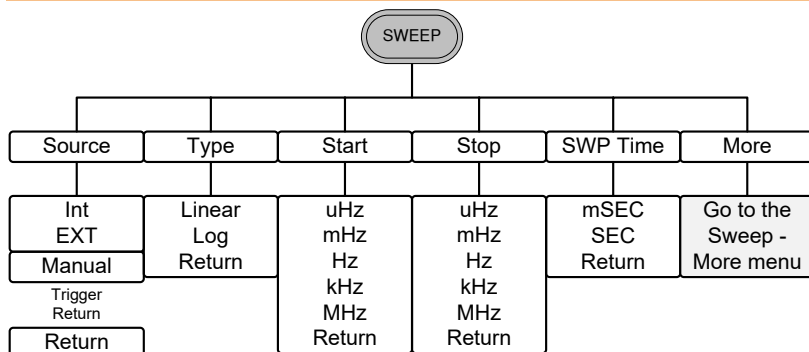 SWEEP
Source
Type
Start
Stop
SWP Time
More
Int
EXT
Manual
Trigger
Return
Return
Linear
Log
Return
uHz
mHz
Hz
kHz
MHz
Return
uHz
mHz
Hz
kHz
MHz
Return
mSEC
SEC
Return
Go to the
Sweep -
More menu